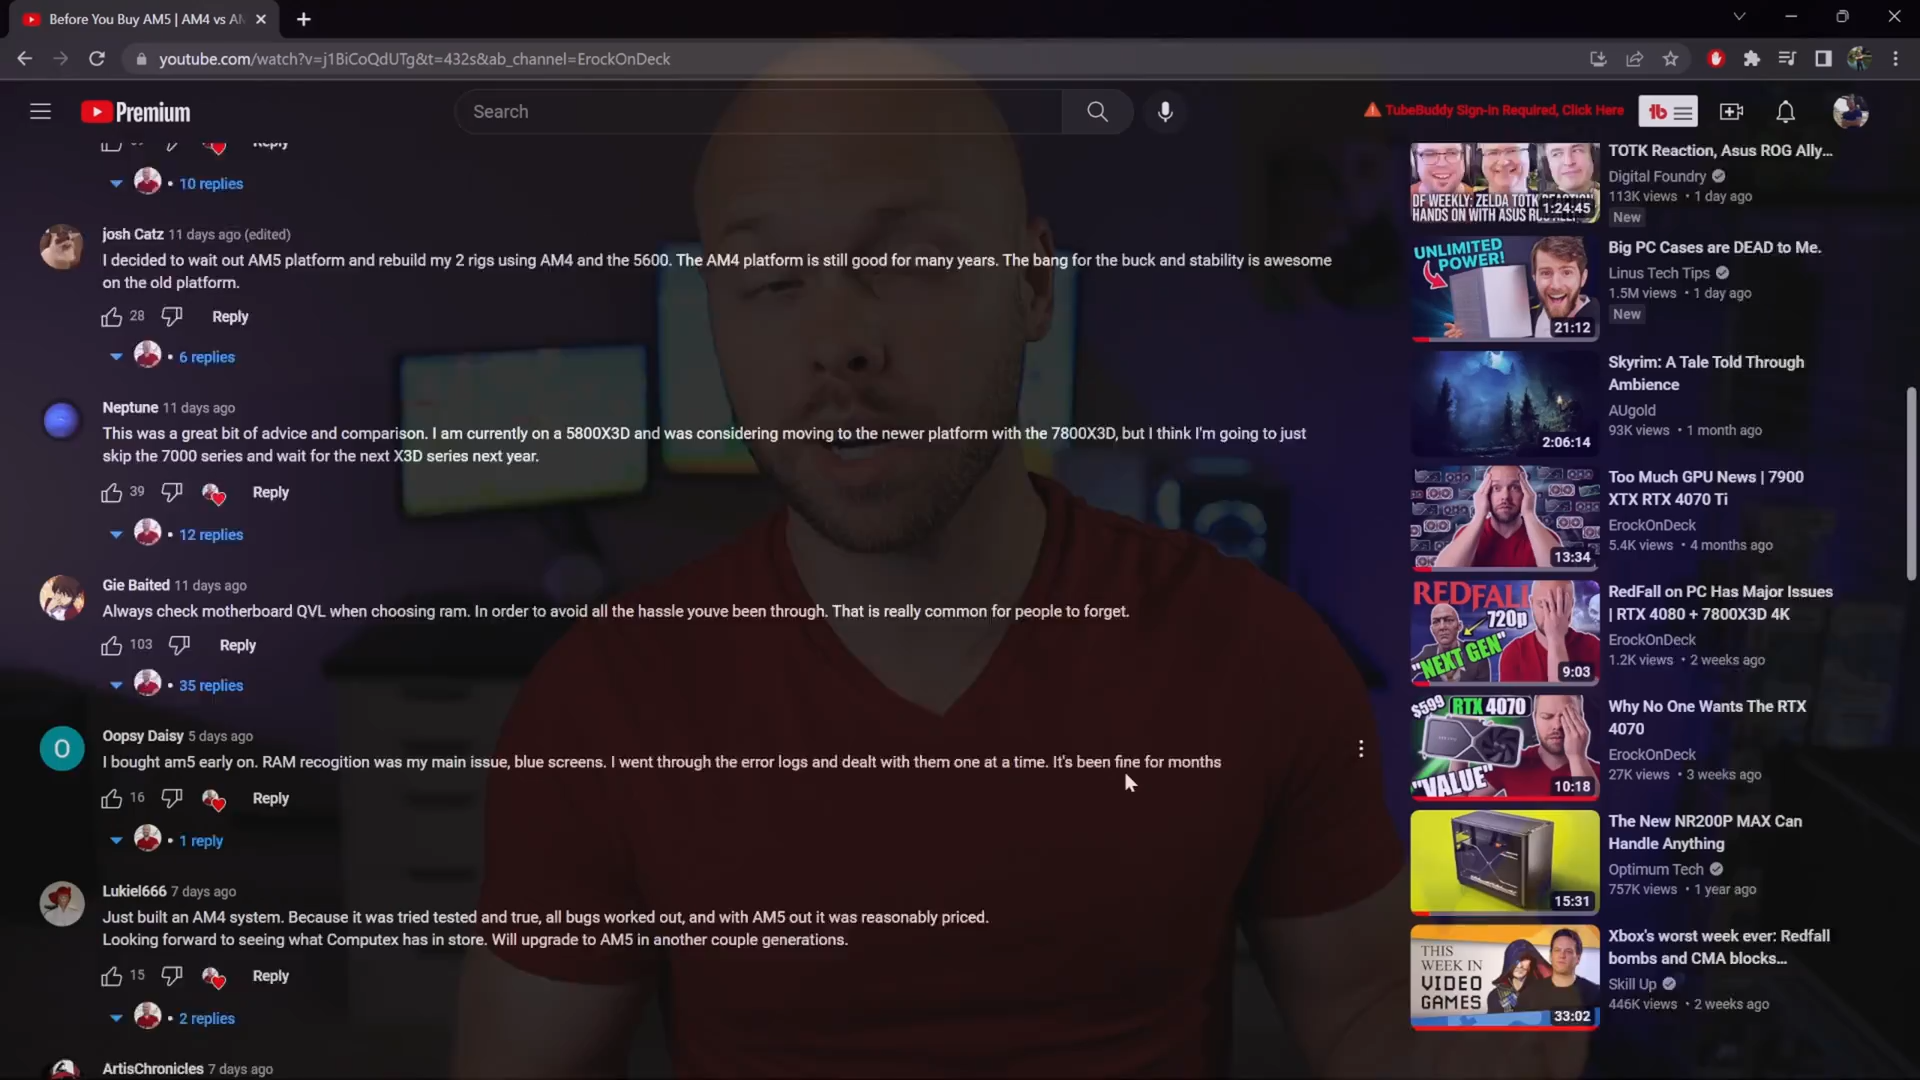 Before You Buy AM5 | AM4 vs AM
youtube.com/watch?v=j1BiCoQdUTg&t=432s&ab_channel=ErockOnDeck
Premium
Search
TubeBuddy Sign-In Required, Click Here
tb
Reply
• 10 replies
josh Catz 11 days ago (edited)
I decided to wait out AM5 platform and rebuild my 2 rigs using AM4 and the 5600. The AM4 platform is still good for many years. The bang for the buck and stability is awesome
on the old platform.
28 Reply
• 6 replies
Neptune 11 days ago
This was a great bit of advice and comparison. I am currently on a 5800X3D and was considering moving to the newer platform with the 7800X3D, but I think I'm going to just
skip the 7000 series and wait for the next X3D series next year.
39 Reply
• 12 replies
Gie Baited 11 days ago
Always check motherboard QVL when choosing ram. In order to avoid all the hassle youve been through. That is really common for people to forget.
103 Reply
• 35 replies
O
Oopsy Daisy 5 days ago
I bought am5 early on. RAM recogition was my main issue, blue screens. I went through the error logs and dealt with them one at a time. It's been fine for months
16 Reply
• 1 reply
Lukiel666 7 days ago
Just built an AM4 system. Because it was tried tested and true, all bugs worked out, and with AM5 out it was reasonably priced.
Looking forward to seeing what Computex has in store. Will upgrade to AM5 in another couple generations.
15 Reply
• 2 replies
ArtisChronicles 7 days ago
DF WEEKLY: ZELDA TOTK
HANDS ON WITH ASUS
1:24:45
TOTK Reaction, Asus ROG Ally...
Digital Foundry
113K views • 1 day ago
New
UNLIMITED
POWER!
21:12
Big PC Cases are DEAD to Me.
Linus Tech Tips
1.5M views • 1 day ago
New
2:06:14
Skyrim: A Tale Told Through
Ambience
AUgold
93K views • 1 month ago
13:34
Too Much GPU News | 7900
XTX RTX 4070 Ti
ErockOnDeck
5.4K views • 4 months ago
REDFALL
720p
"NEXT GEN"
9:03
RedFall on PC Has Major Issues
| RTX 4080 + 7800X3D 4K
ErockOnDeck
1.2K views • 2 weeks ago
$599 RTX 4070
"VALUE"
10:18
Why No One Wants The RTX
4070
ErockOnDeck
27K views • 3 weeks ago
15:31
The New NR200P MAX Can
Handle Anything
Optimum Tech
757K views • 1 year ago
THIS
WEEK IN
VIDEO
GAMES
33:02
Xbox's worst week ever: Redfall
bombs and CMA blocks...
Skill Up
446K views • 2 weeks ago